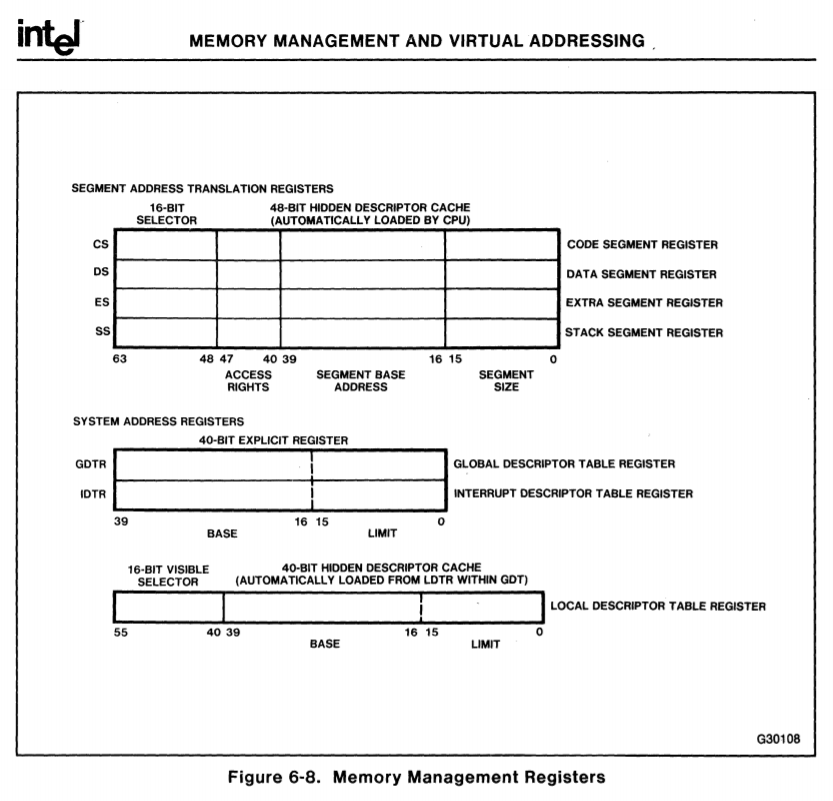 intel
MEMORY MANAGEMENT AND VIRTUAL ADDRESSING
SEGMENT ADDRESS TRANSLATION REGISTERS
16-BIT
SELECTOR
48-BIT HIDDEN DESCRIPTOR CACHE
(AUTOMATICALLY LOADED BY CPU)
CS CODE SEGMENT REGISTER
DS DATA SEGMENT REGISTER
ES EXTRA SEGMENT REGISTER
SS STACK SEGMENT REGISTER
63 48 47 40 39 16 15 0
ACCESS
RIGHTS
SEGMENT BASE
ADDRESS
SEGMENT
SIZE
SYSTEM ADDRESS REGISTERS
40-BIT EXPLICIT REGISTER
GDTR GLOBAL DESCRIPTOR TABLE REGISTER
IDTR INTERRUPT DESCRIPTOR TABLE REGISTER
39 16 15 0
BASE LIMIT
16-BIT VISIBLE
SELECTOR
40-BIT HIDDEN DESCRIPTOR CACHE
(AUTOMATICALLY LOADED FROM LDTR WITHIN GDT)
LOCAL DESCRIPTOR TABLE REGISTER
55 40 39 16 15 0
BASE LIMIT
G30108
Figure 6-8. Memory Management Registers